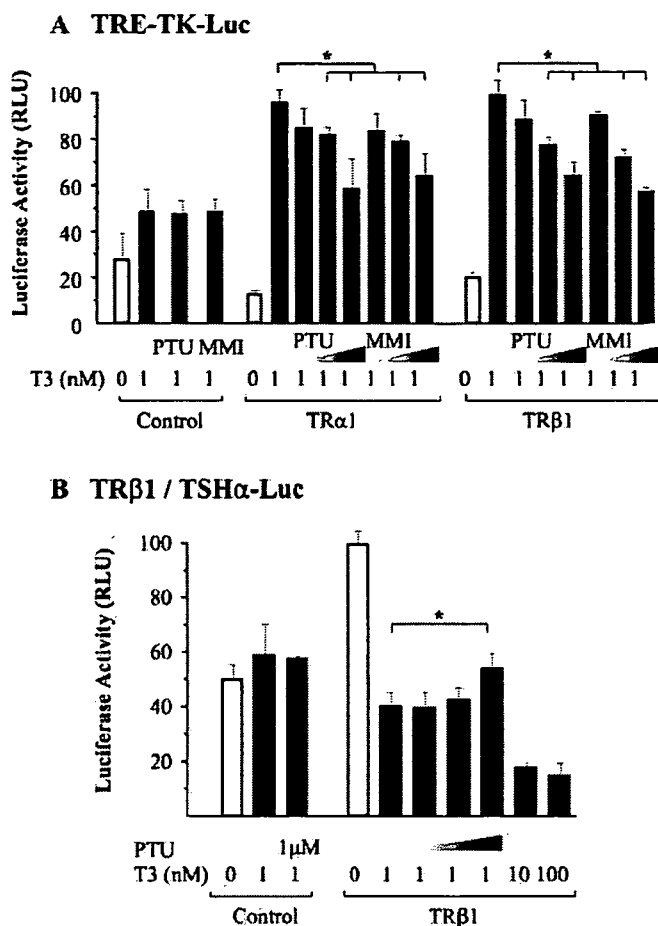 A TRE-TK-Luc
* *
Luciferase Activity (RLU)
100
80
60
40
20
0
PTU MMI PTU MMI PTU MMI
T3 (nM) 0 1 1 1 0 1 1 1 1 1 1 1 0 1 1 1 1 1 1 1
Control TRα1 TRβ1
B TRβ1 / TSHα-Luc
*
Luciferase Activity (RLU)
100
80
60
40
20
PTU 1μM
T3 (nM) 0 1 1 0 1 1 1 1 10 100
Control TRβ1